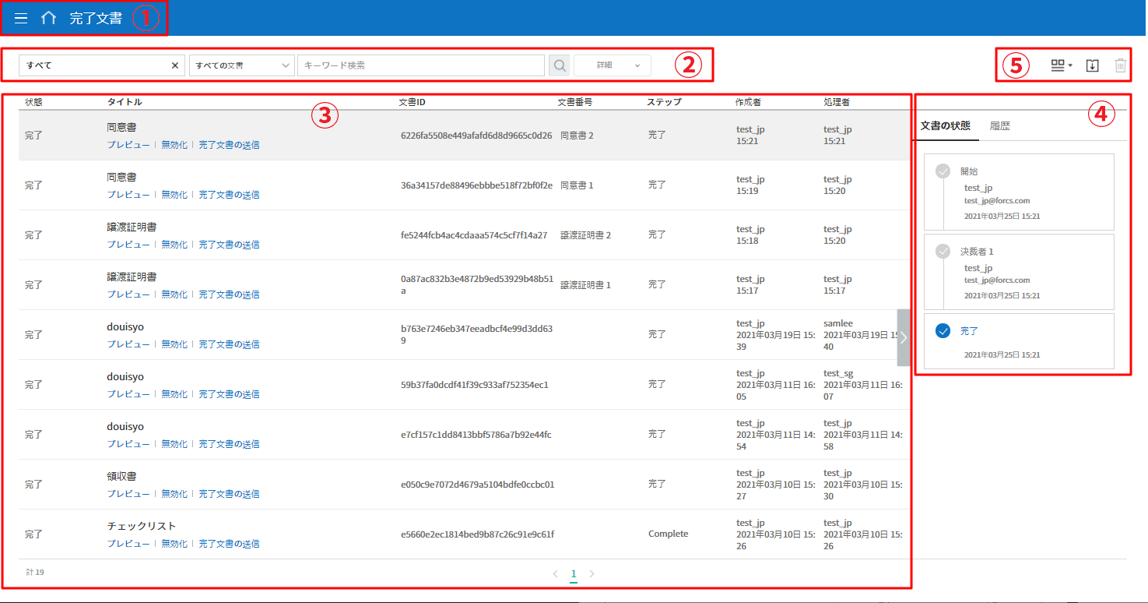 完了文書 ①
すべて × すべての文書 キーワード検索 詳細 ② ⑤
状態 タイトル ③ 文書ID 文書番号 ステップ 作成者 処理者
完了 同意書 6226fa5508e449afafd6d8d9665c0d26 同意書 2 完了 test_jp 15:21 test_jp 15:21
プレビュー | 無効化 | 完了文書の送信
完了 同意書 36a34157de88496ebbbe518f72bf0f2e 同意書 1 完了 test_jp 15:19 test_jp 15:20
プレビュー | 無効化 | 完了文書の送信
完了 譲渡証明書 fe5244fcb4ac4cdaaa574c5cf7f14a27 譲渡証明書 2 完了 test_jp 15:18 test_jp 15:20
プレビュー | 無効化 | 完了文書の送信
完了 譲渡証明書 0a87ac832b3e4872b9ed53929b48b51a 譲渡証明書 1 完了 test_jp 15:17 test_jp 15:17
プレビュー | 無効化 | 完了文書の送信
完了 douisyo b763e7246eb347eeadbcf4e99d3dd639 完了 test_jp 2021年03月19日 15:39 samlee 2021年03月19日 15:40
プレビュー | 無効化 | 完了文書の送信
完了 douisyo 59b37fa0dcdf41f39c933af752354ec1 完了 test_jp 2021年03月11日 16:05 test_sg 2021年03月11日 16:07
プレビュー | 無効化 | 完了文書の送信
完了 douisyo e7cf157c1dd8413bbf5786a7b92e44fc 完了 test_jp 2021年03月11日 14:54 test_jp 2021年03月11日 14:58
プレビュー | 無効化 | 完了文書の送信
完了 領収書 e050c9e7072d4679a5104bdfe0ccbc01 完了 test_jp 2021年03月10日 15:27 test_jp 2021年03月10日 15:30
プレビュー | 無効化 | 完了文書の送信
完了 チェックリスト e5660e2ec1814bed9b87c26c91e9c61f Complete test_jp 2021年03月10日 15:26 test_jp 2021年03月10日 15:26
プレビュー | 無効化 | 完了文書の送信
計 19
1
④
文書の状態 履歴
開始
test_jp
test_jp@forcs.com
2021年03月25日 15:21
決裁者 1
test_jp
test_jp@forcs.com
2021年03月25日 15:21
完了
2021年03月25日 15:21